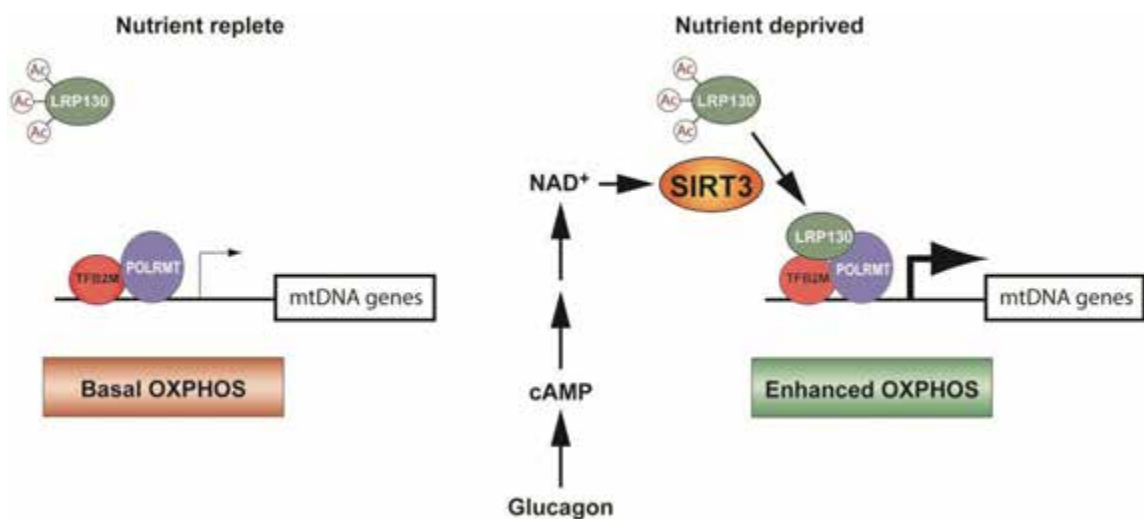 Nutrient replete
Ac
Ac
Ac
LRP130
TFB2M
POLRMT
mtDNA genes
Basal OXPHOS
NAD+
cAMP
Glucagon
Nutrient deprived
Ac
Ac
Ac
LRP130
SIRT3
LRP130
TFB2M
POLRMT
mtDNA genes
Enhanced OXPHOS